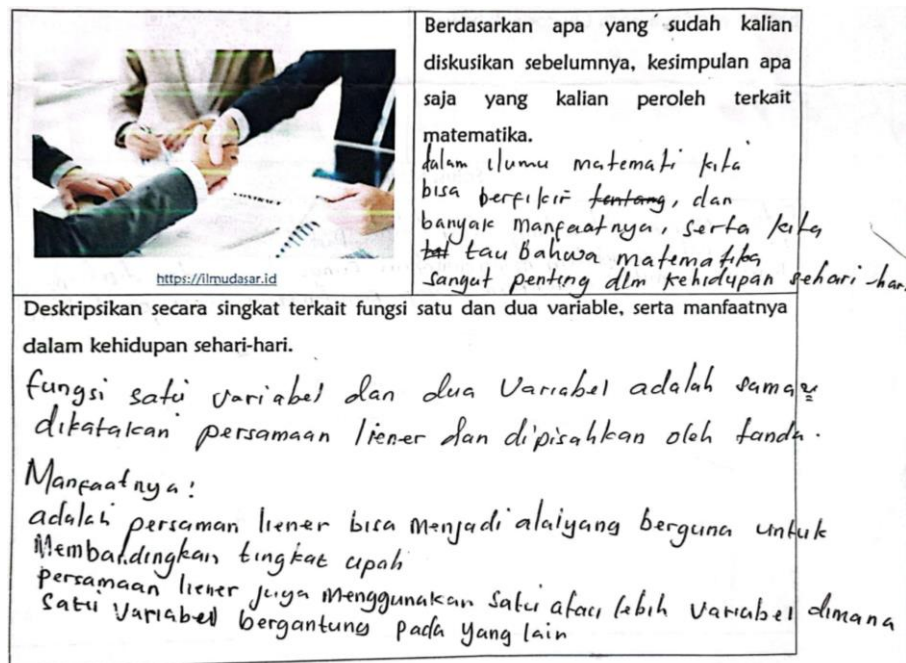 Berdasarkan apa yang sudah kalian
diskusikan sebelumnya, kesimpulan apa
saja yang kalian peroleh terkait
matematika.
dalam ilumu matemati kita
bisa berfikir tentang, dan
banyak manfaatnya, serta kita
tau Bahwa matematika
sangat penting dlm kehidupan sehari-hari
https://ilmudasar.id
Deskripsikan secara singkat terkait fungsi satu dan dua variable, serta manfaatnya
dalam kehidupan sehari-hari.
fungsi satu variabel dan dua Variabel adalah sama2
dikatakan persamaan liener dan dipisahkan oleh tanda.
Manfaatnya:
adalah persaman liener bisa Menjadi alat yang berguna untuk
Membandingkan tingkat upah
persamaan liener juga Menggunakan satu atau lebih variabel dimana
satu variabel bergantung pada yang lain